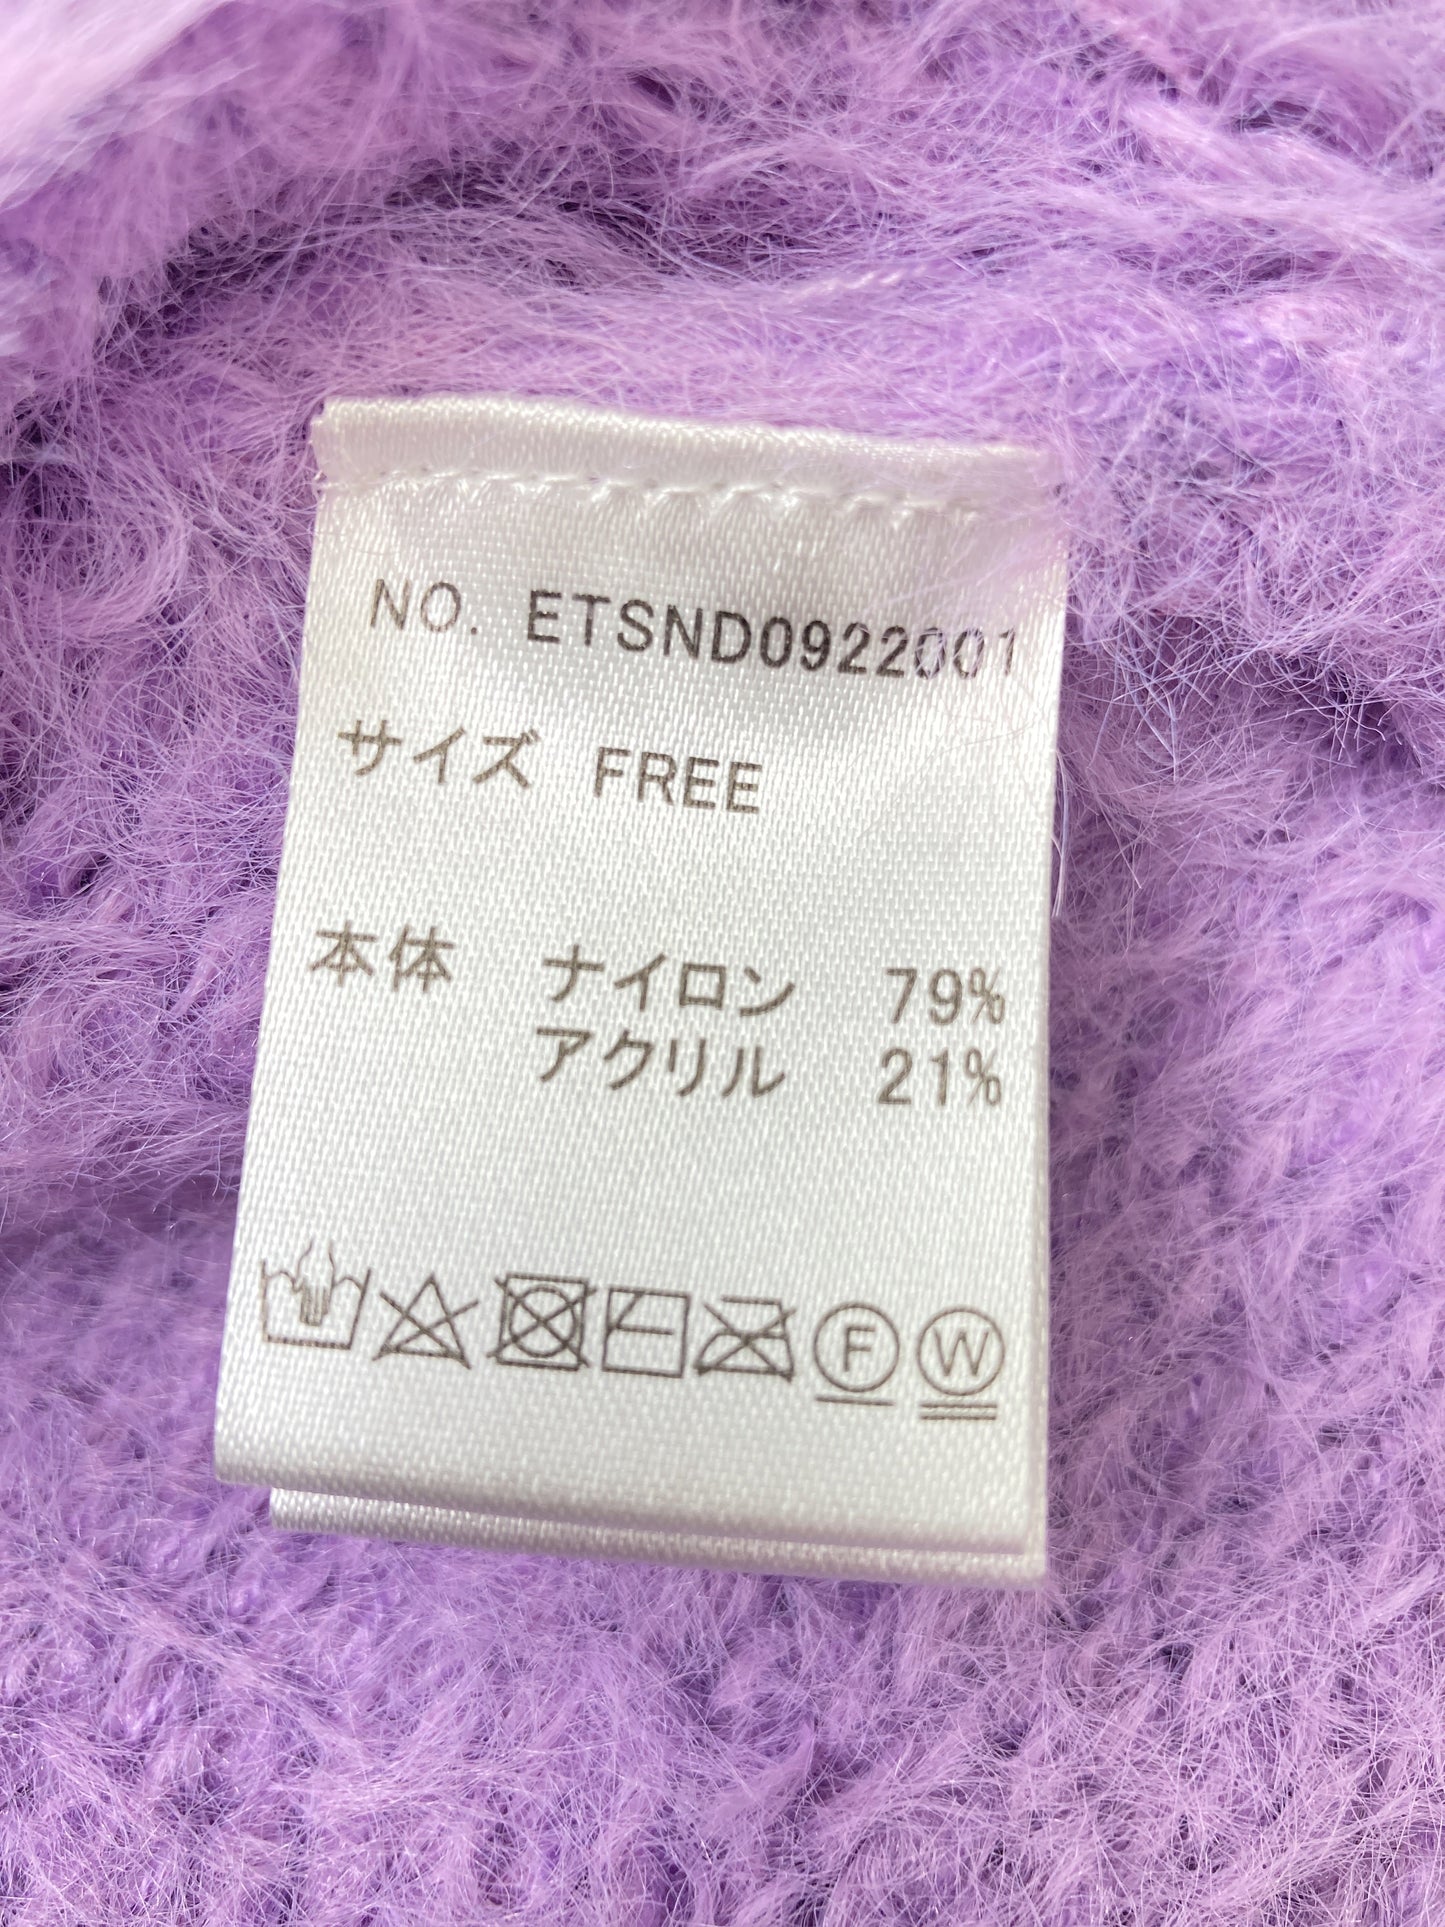 NO. ETSND0922001
サイズ FREE
本体 ナイロン 79%
アクリル 21%
F W